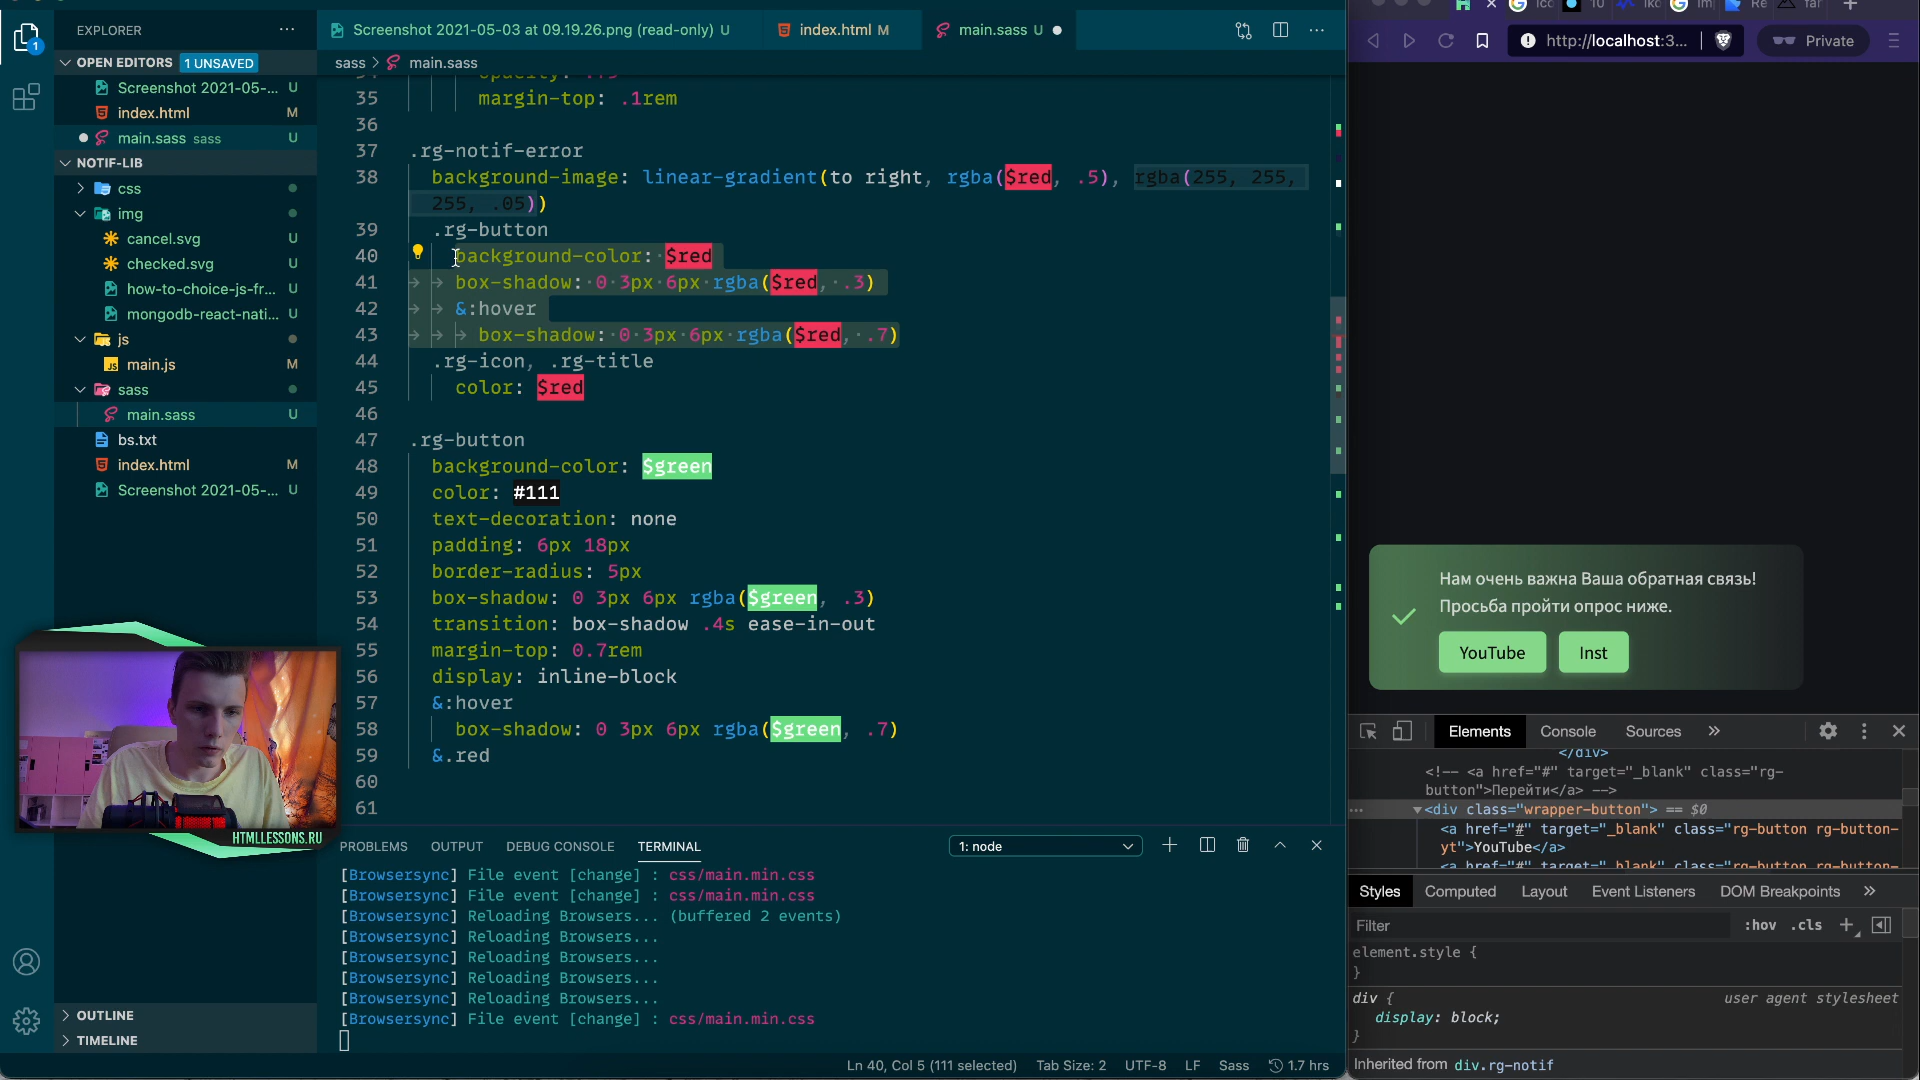 EXPLORER
OPEN EDITORS 1 UNSAVED
Screenshot 2021-05-... U
index.html M
main.sass sass U
NOTIF-LIB
css
img
cancel.svg U
checked.svg U
how-to-choice-js-fr... U
mongodb-react-nati... U
js
main.js U
sass
main.sass U
bs.txt
index.html M
Screenshot 2021-05-... U
OUTLINE
TIMELINE
HTMLLESSONS.RU
Screenshot 2021-05-03 at 09.19.26.png (read-only) U
index.html M
main.sass U
sass > main.sass
35 margin-top: .1rem
36
37 .rg-notif-error
38 background-image: linear-gradient(to right, rgba($red, .5), rgba(255, 255,
255, .05))
39 .rg-button
40 background-color: $red
41 box-shadow: 0 3px 6px rgba($red, .3)
42 &:hover
43 box-shadow: 0 3px 6px rgba($red, .7)
44 .rg-icon, .rg-title
45 color: $red
46
47 .rg-button
48 background-color: $green
49 color: #111
50 text-decoration: none
51 padding: 6px 18px
52 border-radius: 5px
53 box-shadow: 0 3px 6px rgba($green, .3)
54 transition: box-shadow .4s ease-in-out
55 margin-top: 0.7rem
56 display: inline-block
57 &:hover
58 box-shadow: 0 3px 6px rgba($green, .7)
59 &.red
60
61
PROBLEMS OUTPUT DEBUG CONSOLE TERMINAL 1: node
[Browsersync] File event [change] : css/main.min.css
[Browsersync] File event [change] : css/main.min.css
[Browsersync] Reloading Browsers... (buffered 2 events)
[Browsersync] Reloading Browsers...
[Browsersync] Reloading Browsers...
[Browsersync] Reloading Browsers...
[Browsersync] Reloading Browsers...
[Browsersync] File event [change] : css/main.min.css
Ln 40, Col 5 (111 selected) Tab Size: 2 UTF-8 LF Sass 1.7 hrs
http://localhost:3... Private
Нам очень важна Ваша обратная связь!
Просьба пройти опрос ниже.
YouTube Inst
Elements Console Sources
</div>
<!-- <a href="#" target="_blank" class="rg-
button">Перейти</a> -->
<div class="wrapper-button"> == $0
<a href="#" target="_blank" class="rg-button rg-button-
yt">YouTube</a>
<a href="#" target="_blank" class="rg-button rg-button-
Styles Computed Layout Event Listeners DOM Breakpoints
Filter :hov .cls
element.style {
}
div { user agent stylesheet
display: block;
}
Inherited from div.rg-notif